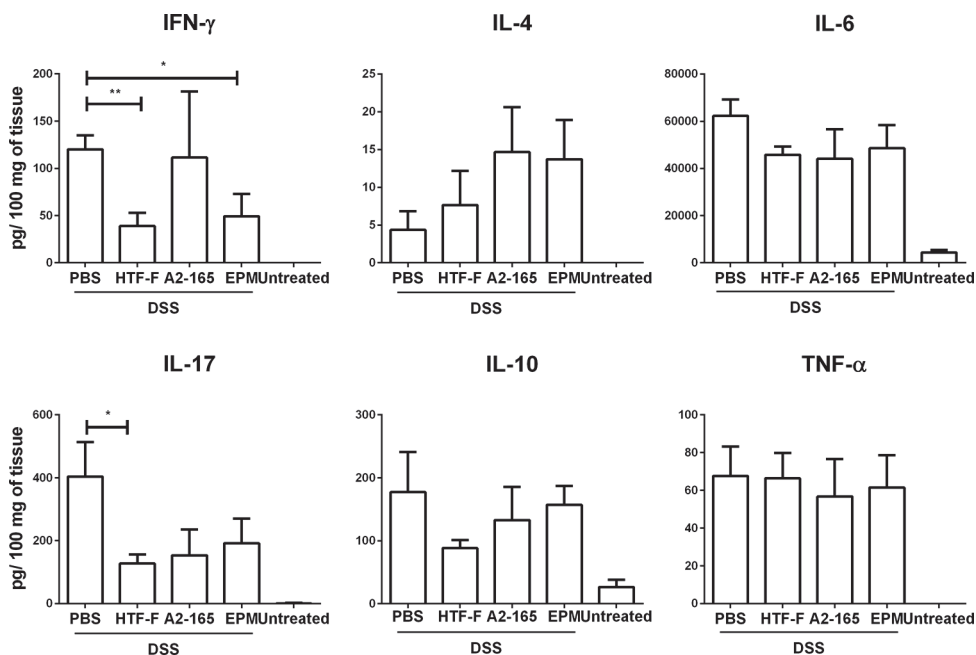 IFN-γ
IL-4
IL-6
pg/ 100 mg of tissue
200
150
100
50
0
*
**
PBS HTF-F A2-165 EPM Untreated
DSS
25
20
15
10
5
0
PBS HTF-F A2-165 EPM Untreated
DSS
80000
60000
40000
20000
0
PBS HTF-F A2-165 EPM Untreated
DSS
IL-17
IL-10
TNF-α
pg/ 100 mg of tissue
600
400
200
0
*
PBS HTF-F A2-165 EPM Untreated
DSS
300
200
100
0
PBS HTF-F A2-165 EPM Untreated
DSS
100
80
60
40
20
0
PBS HTF-F A2-165 EPM Untreated
DSS